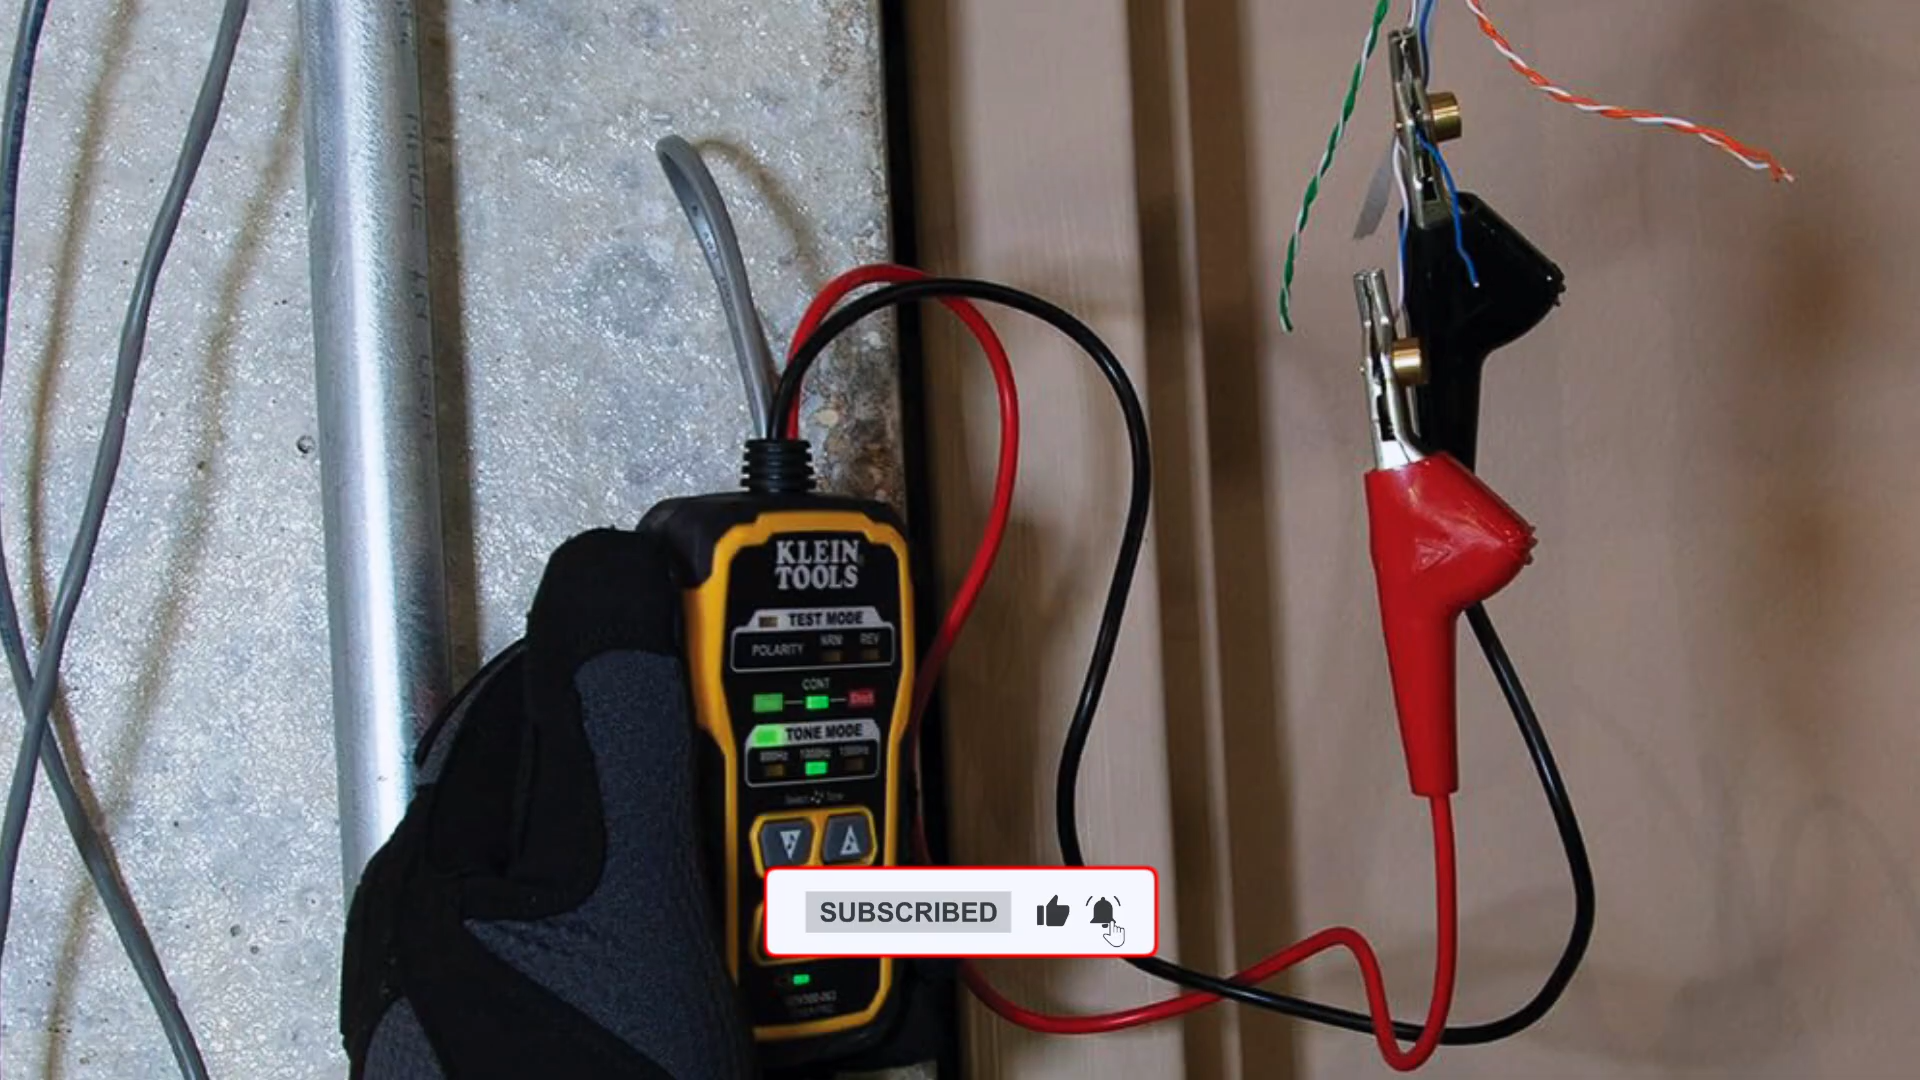 KLEIN
TOOLS
TEST MODE
POLARITY NRM REV
CONT
TONE MODE
SUBSCRIBED